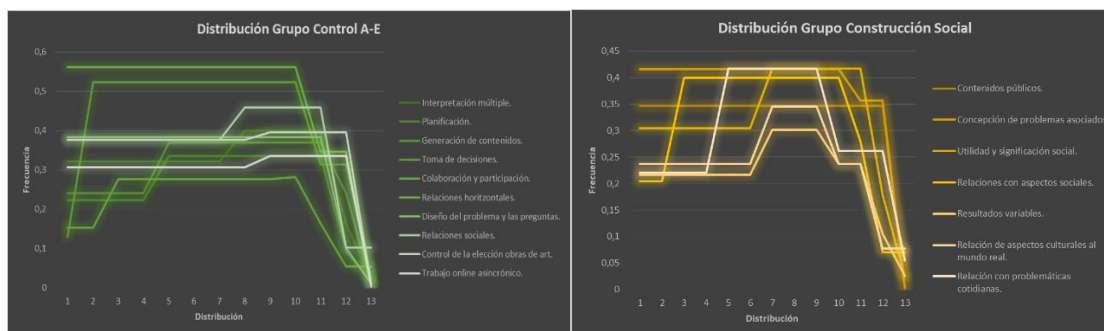 Distribución Grupo Control A-E
0,6
0,5
0,4
0,3
0,2
0,1
0
Frecuencia
1 2 3 4 5 6 7 8 9 10 11 12 13
Distribución
Interpretación múltiple.
Planificación.
Generación de contenidos.
Toma de decisiones.
Colaboración y participación.
Relaciones horitzontales.
Diseño del problema y las preguntas.
Relaciones sociales.
Control de la elección obras de art.
Trabajo online asincrónico.
Distribución Grupo Construcción Social
0,45
0,4
0,35
0,3
0,25
0,2
0,15
0,1
0,05
0
Frecuencia
1 2 3 4 5 6 7 8 9 10 11 12 13
Distribución
Contenidos públicos.
Concepción de problemas asociados.
Utilidad y significación social.
Relaciones con aspectos sociales.
Resultados variables.
Relación de aspectos culturales al
mundo real.
Relación con problemáticas
cotidianas.